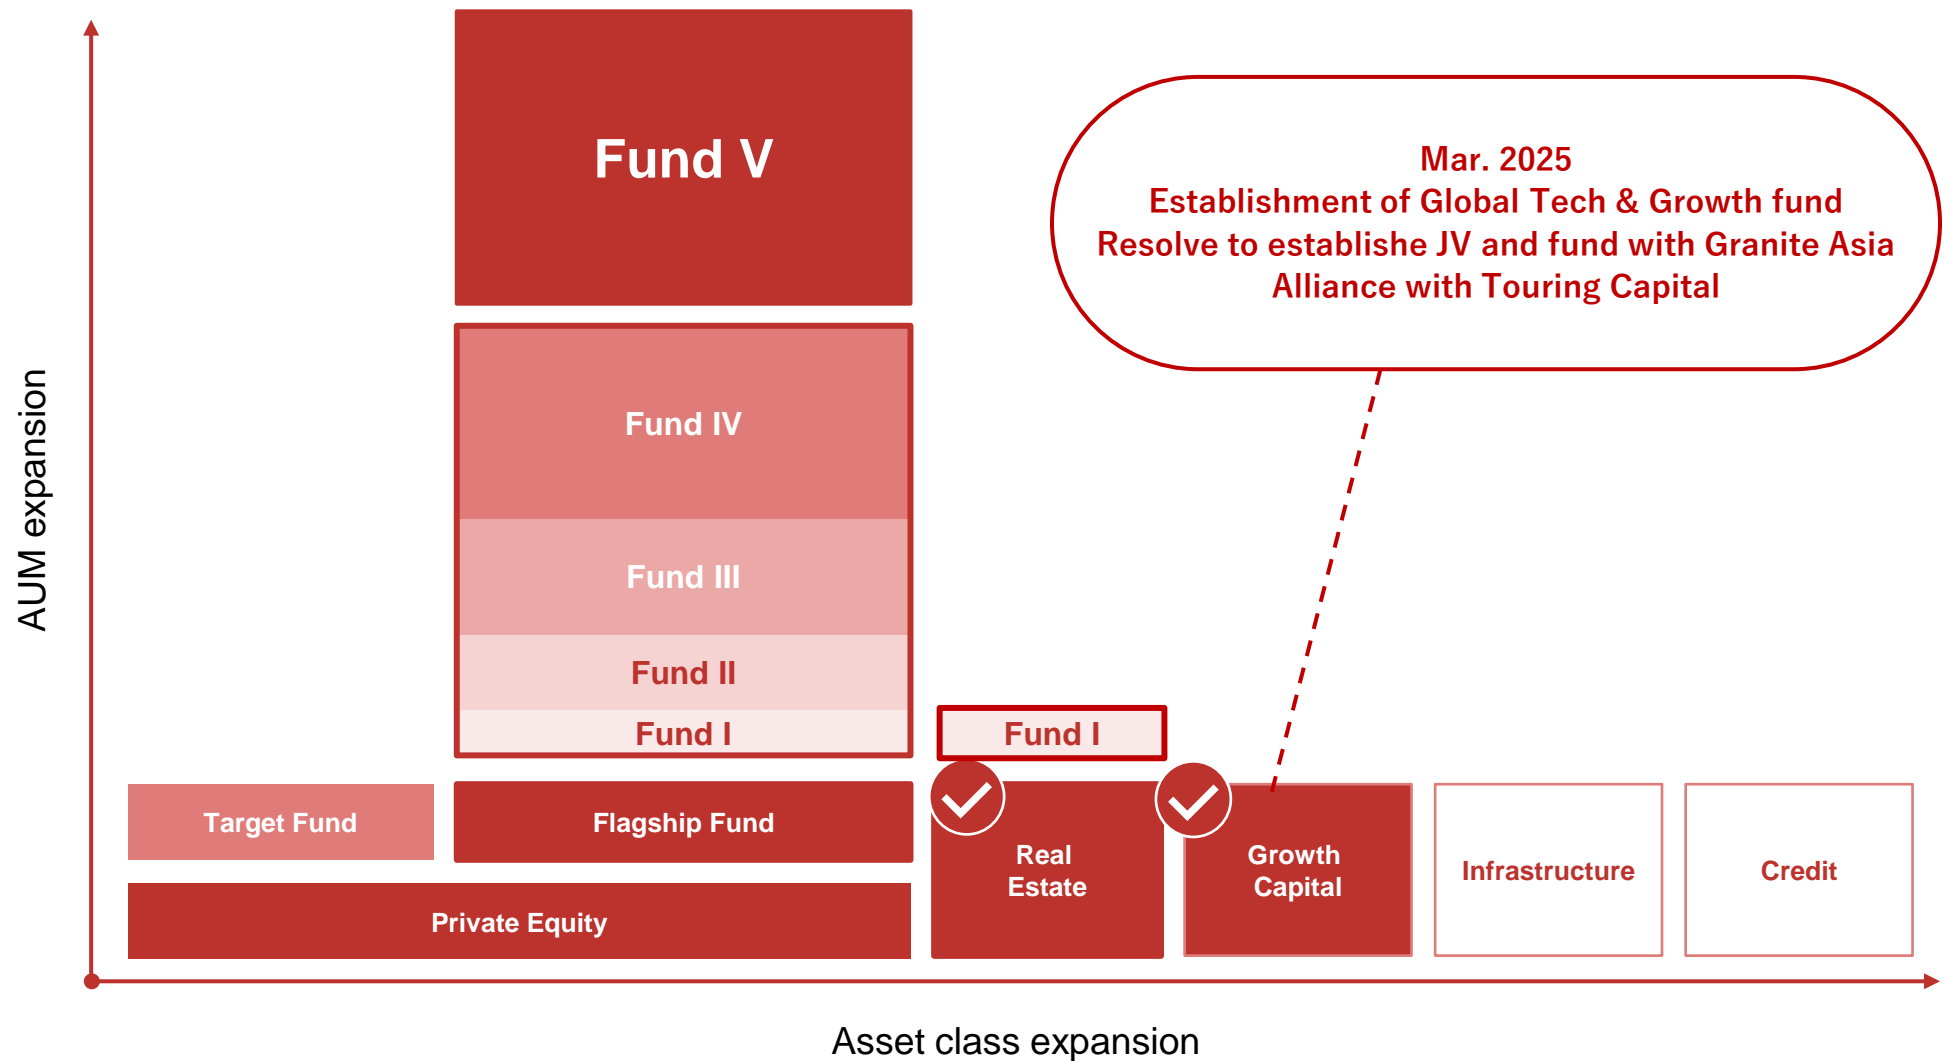 AUM expansion
Fund V
Mar. 2025
Establishment of Global Tech & Growth fund
Resolve to establishe JV and fund with Granite Asia
Alliance with Touring Capital
Fund IV
Fund III
Fund II
Fund I
Fund I
Target Fund
Flagship Fund
Private Equity
Real
Estate
Growth
Capital
Infrastructure
Credit
Asset class expansion